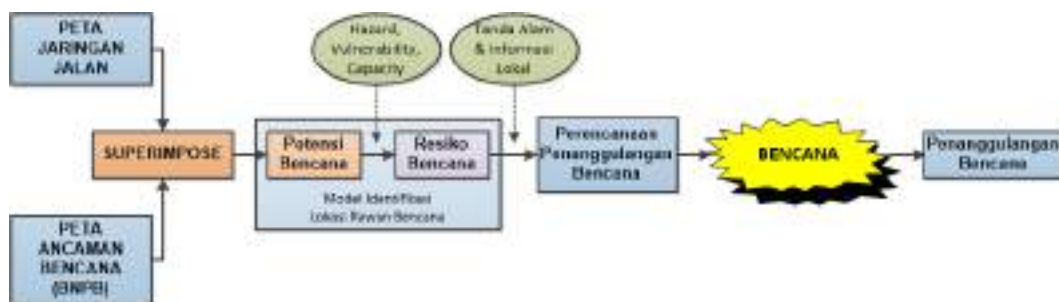 PETA
JARINGAN
JALAN
Hazard,
Vulnerability,
Capacity
Tanda Alam
& Informasi
Lokal
SUPERIMPOSE
Potensi
Bencana
Resiko
Bencana
Model Identifikasi
Lokasi Rawan Bencana
Perencanaan
Penanggulangan
Bencana
BENCANA
Penanggulangan
Bencana
PETA
ANCAMAN
BENCANA
(BNPB)